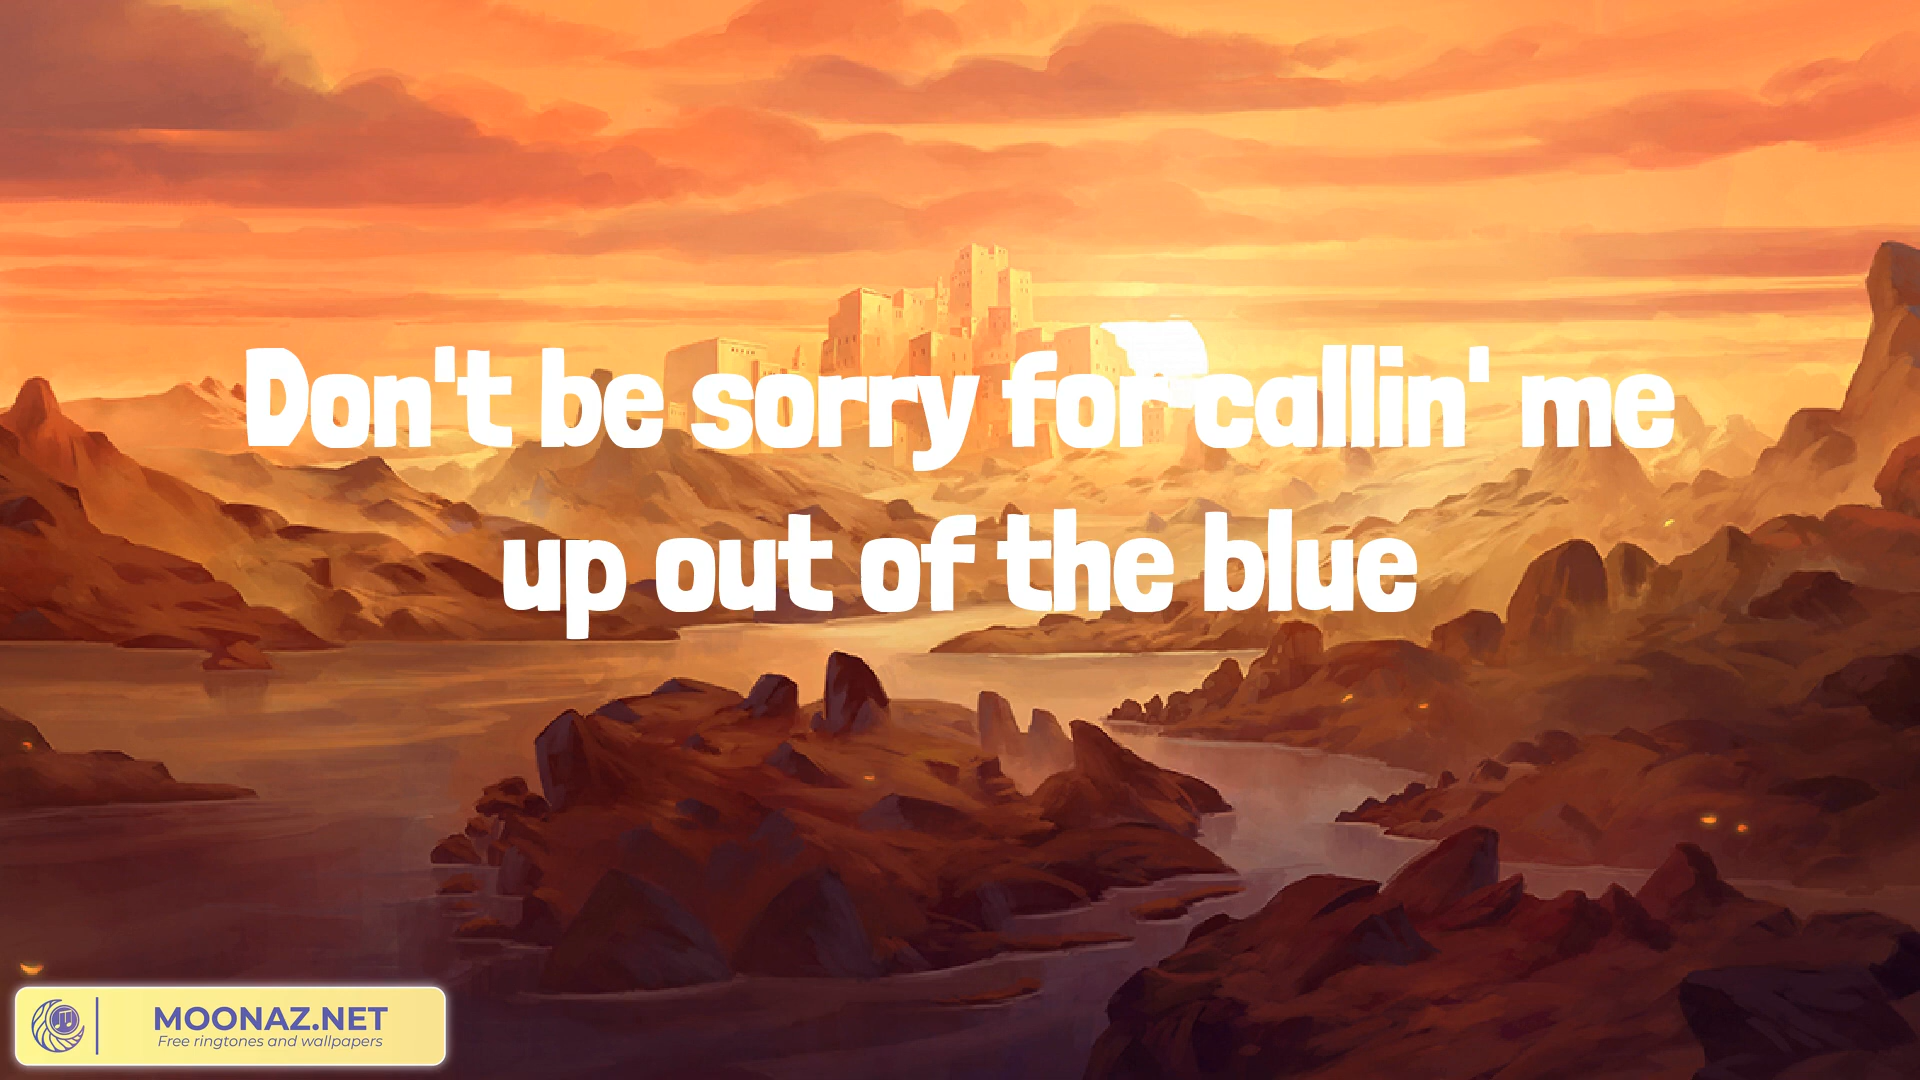 Don't be sorry for callin' me
up out of the blue
MOONAZ.NET
Free ringtones and wallpapers